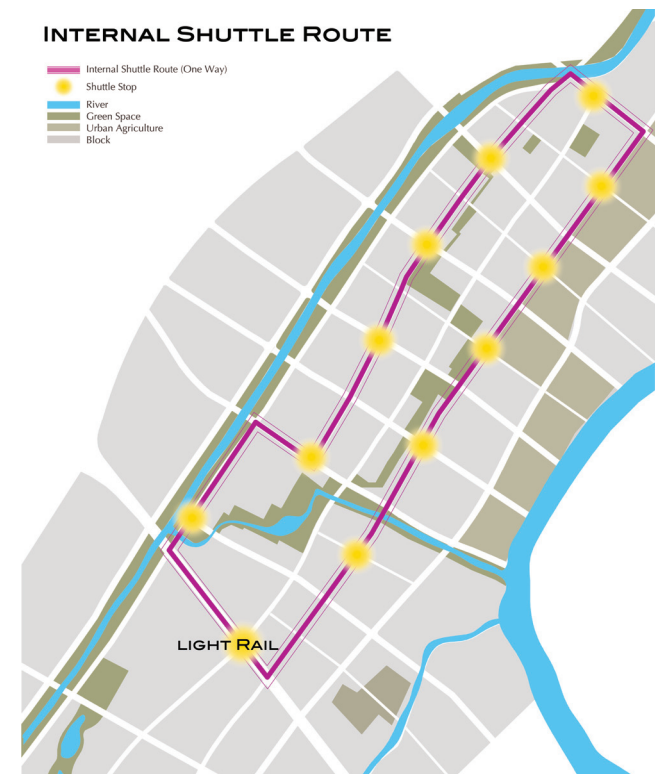 INTERNAL SHUTTLE ROUTE
Internal Shuttle Route (One Way)
Shuttle Stop
River
Green Space
Urban Agriculture
Block
LIGHT RAIL